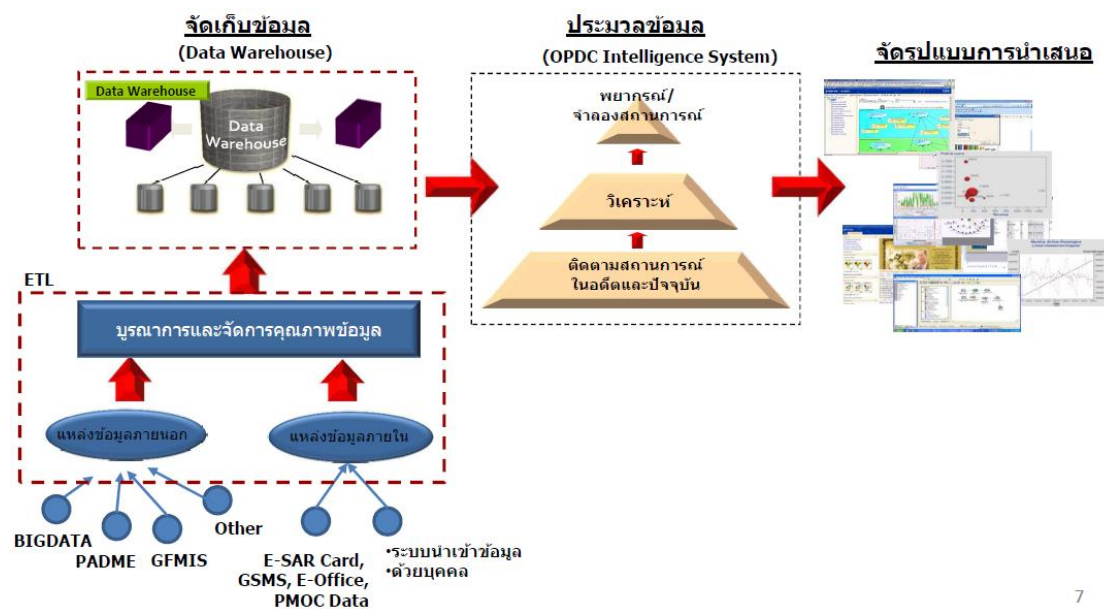 จัดเก็บข้อมูล
(Data Warehouse)
Data Warehouse
Data
Warehouse
ETL
บูรณาการและจัดการคุณภาพข้อมูล
แหล่งข้อมูลภายนอก
แหล่งข้อมูลภายใน
BIGDATA
PADME
GFMIS
Other
E-SAR Card,
GSMS, E-Office,
PMOC Data
•ระบบนำเข้าข้อมูล
•ด้วยบุคคล
ประมวลข้อมูล
(OPDC Intelligence System)
พยากรณ์/
จำลองสถานการณ์
วิเคราะห์
ติดตามสถานการณ์
ในอดีตและปัจจุบัน
จัดรูปแบบการนำเสนอ
7